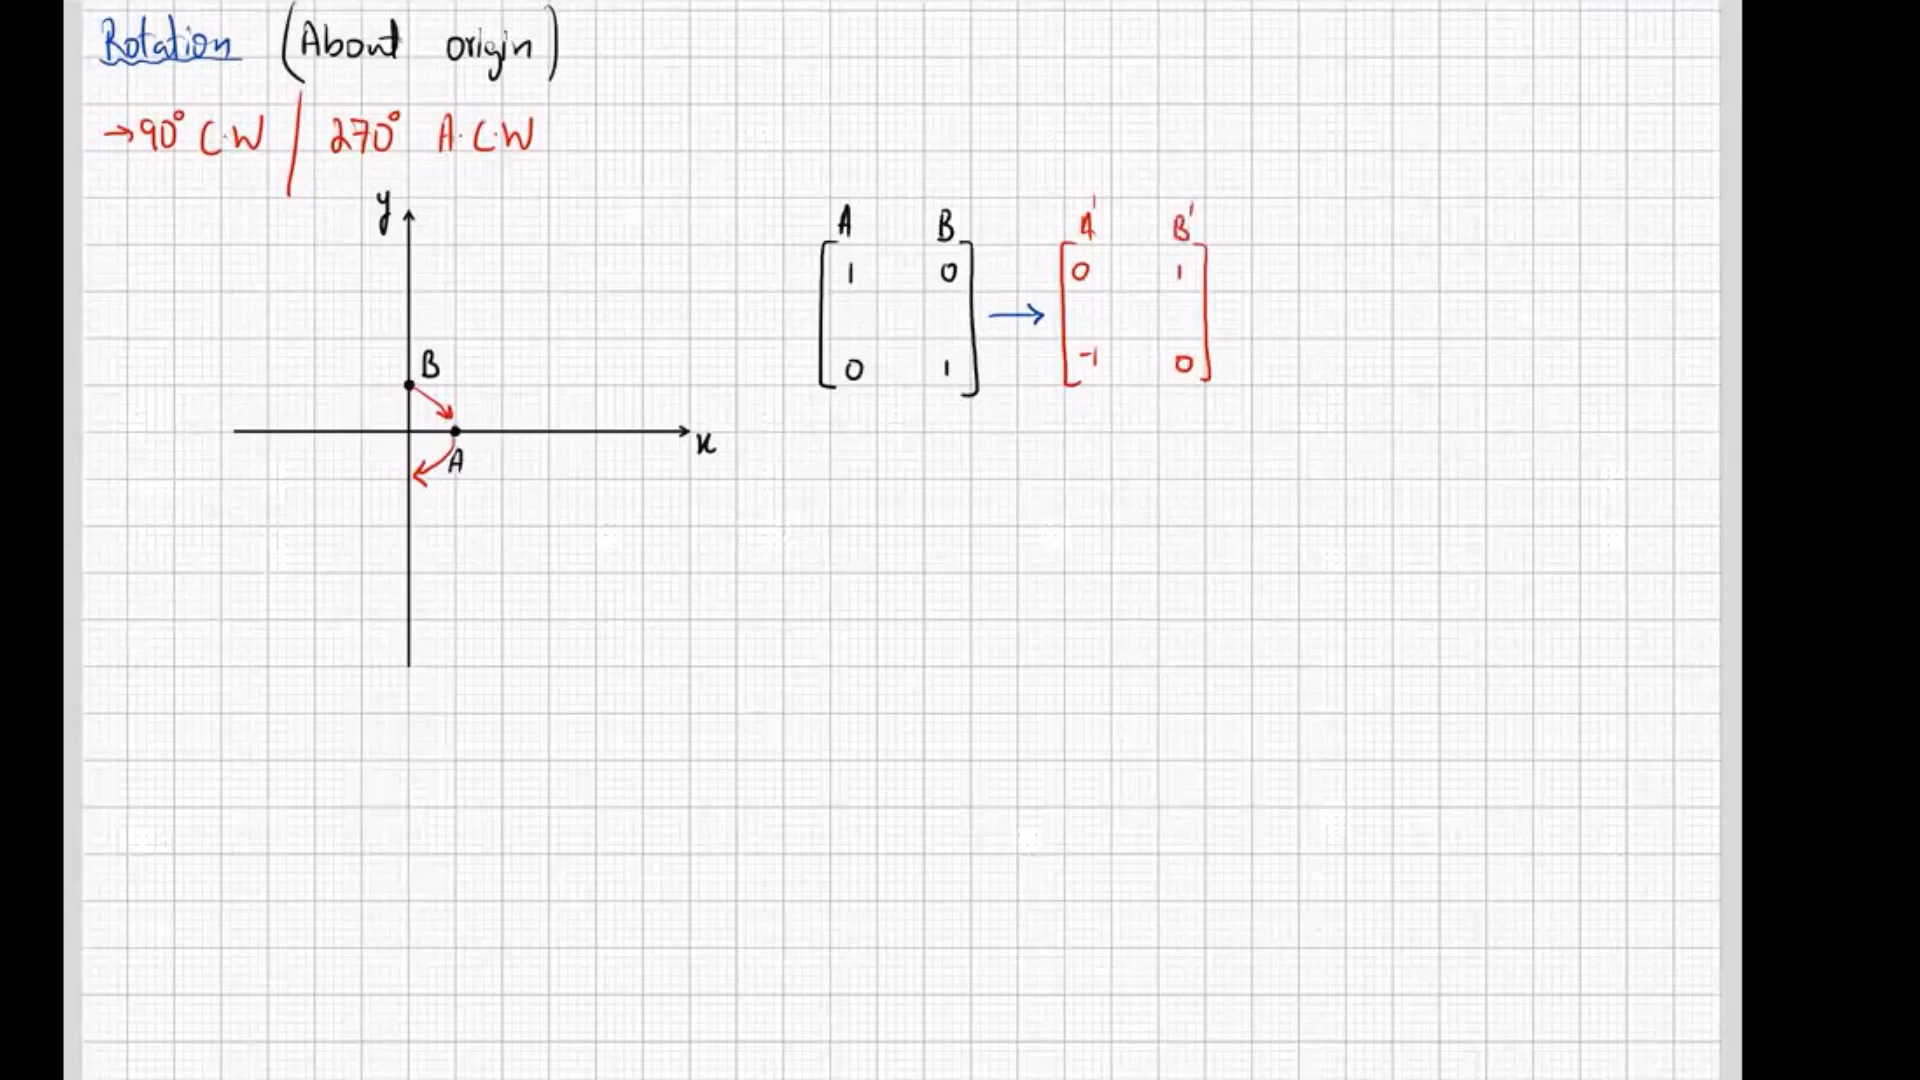 Rotation (About origin)
→90° C.W / 270° A.C.W
y
A B A' B'
1 0 → 0 1
0 1 -1 0
B
x
A